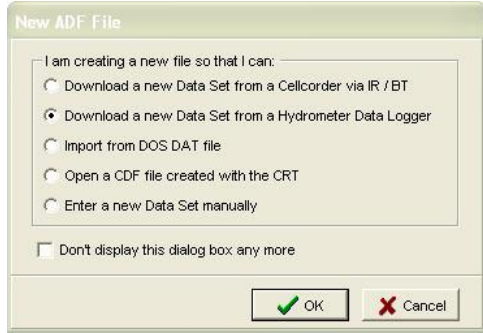 New ADF File
I am creating a new file so that I can:
Download a new Data Set from a Cellcorder via IR / BT
Download a new Data Set from a Hydrometer Data Logger
Import from DOS DAT file
Open a CDF file created with the CRT
Enter a new Data Set manually
Don't display this dialog box any more
OK
Cancel